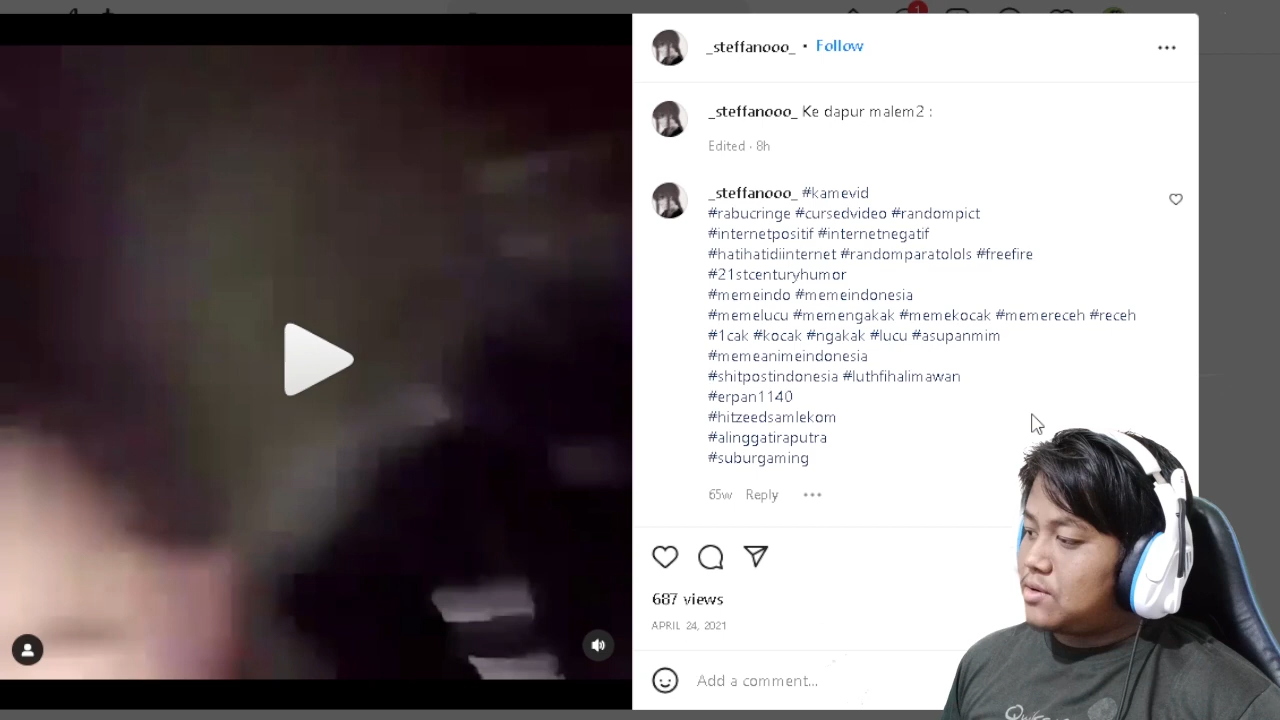 1
_steffanooo_ • Follow
_steffanooo_ Ke dapur malem2 :
Edited · 8h
_steffanooo_ #kamevid
#rabucringe #cursedvideo #randompict
#internetpositif #internetnegatif
#hatihatidiinternet #randomparatolols #freefire
#21stcenturyhumor
#memeindo #memeindonesia
#memelucu #memengakak #memekocak #memereceh #receh
#1cak #kocak #ngakak #lucu #asupanmim
#memeanimeindonesia
#shitpostindonesia #luthfihalimawan
#erpan1140
#hitzeedsamlekom
#alinggatiraputra
#suburgaming
65w Reply
687 views
APRIL 24, 2021
Add a comment...